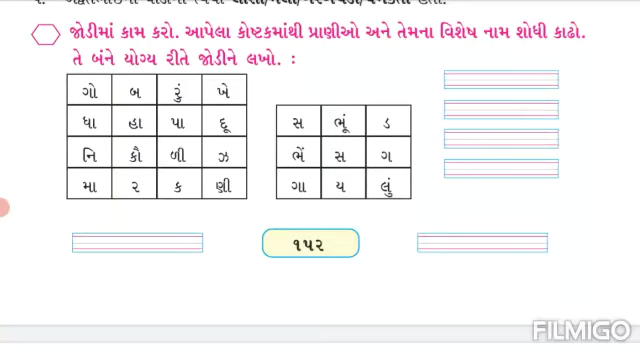 જોડીમાં કામ કરો. આપેલા કોષ્ટકમાંથી પ્રાણીઓ અને તેમના વિશેષ નામ શોધી કાઢો.
તે બંને યોગ્ય રીતે જોડીને લખો. :
ગો બ રું ખે
ધા હા પા દૂ
નિ કૌ ળી ઝ
મા ર ક ણી
સ ભૂં ડ
ભેં સ ગ
ગા ય લું
૧૫૨
FILMIGO